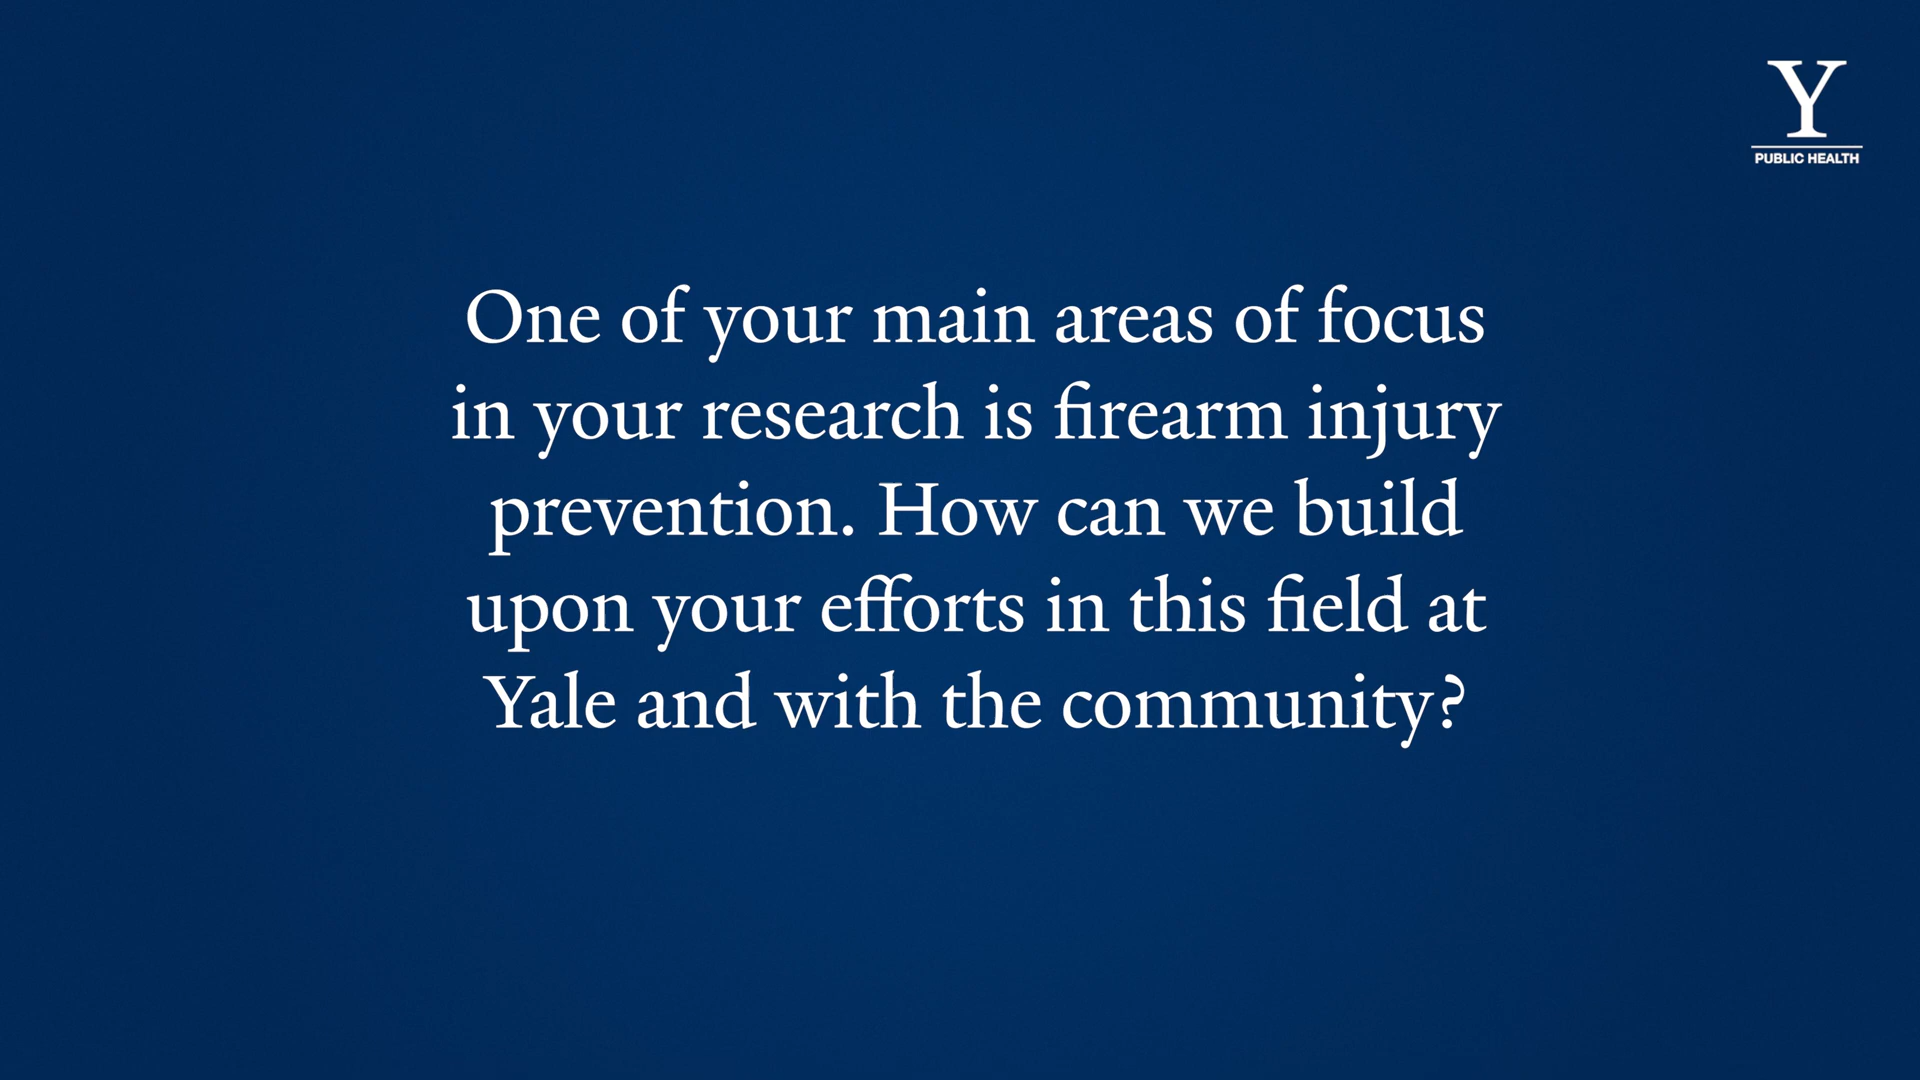 Y
PUBLIC HEALTH
One of your main areas of focus
in your research is firearm injury
prevention. How can we build
upon your efforts in this field at
Yale and with the community?